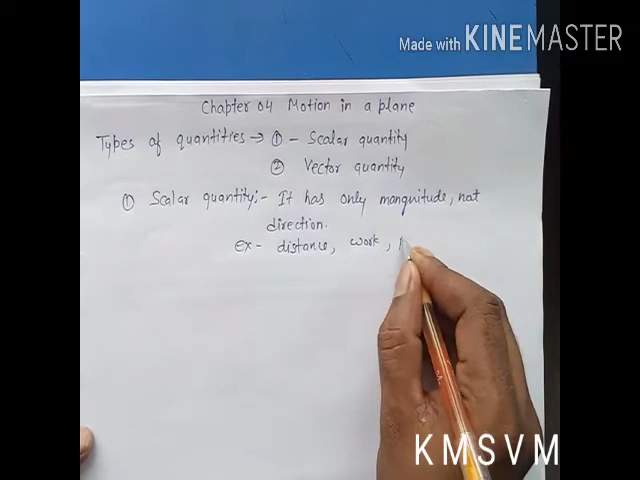 Made with KINEMASTER
Chapter 04 Motion in a plane
Types of quantities → ① - Scalar quantity
② Vector quantity
① Scalar quantity:- It has only mangnitude, not
direction.
ex- distance, work,
KMSVM